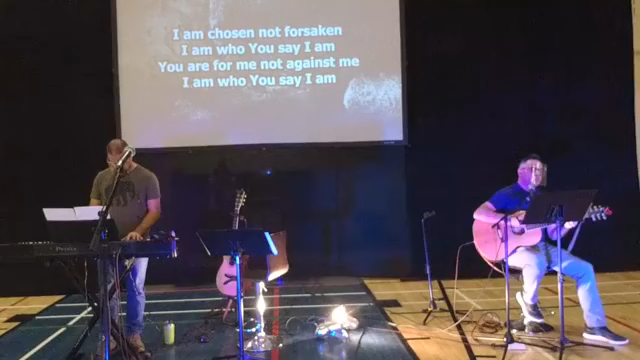 I am chosen not forsaken
I am who You say I am
You are for me not against me
I am who You say I am